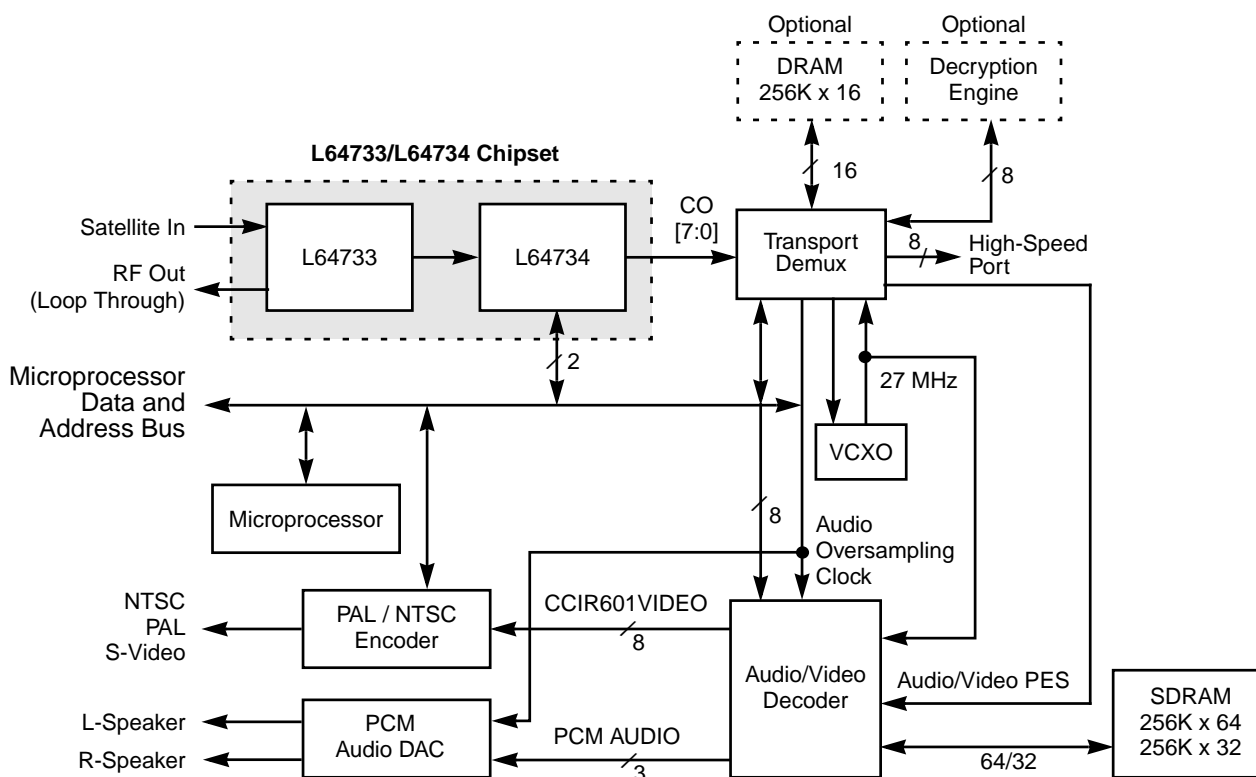 Optional
Optional
DRAM
256K x 16
Decryption
Engine
L64733/L64734 Chipset
16
8
Satellite In
L64733
L64734
CO
[7:0]
Transport
Demux
8
High-Speed
Port
RF Out
(Loop Through)
2
27 MHz
Microprocessor
Data and
Address Bus
VCXO
Microprocessor
8
Audio
Oversampling
Clock
NTSC
PAL
S-Video
PAL / NTSC
Encoder
CCIR601VIDEO
8
Audio/Video
Decoder
Audio/Video PES
SDRAM
256K x 64
256K x 32
L-Speaker
R-Speaker
PCM
Audio DAC
PCM AUDIO
3
64/32